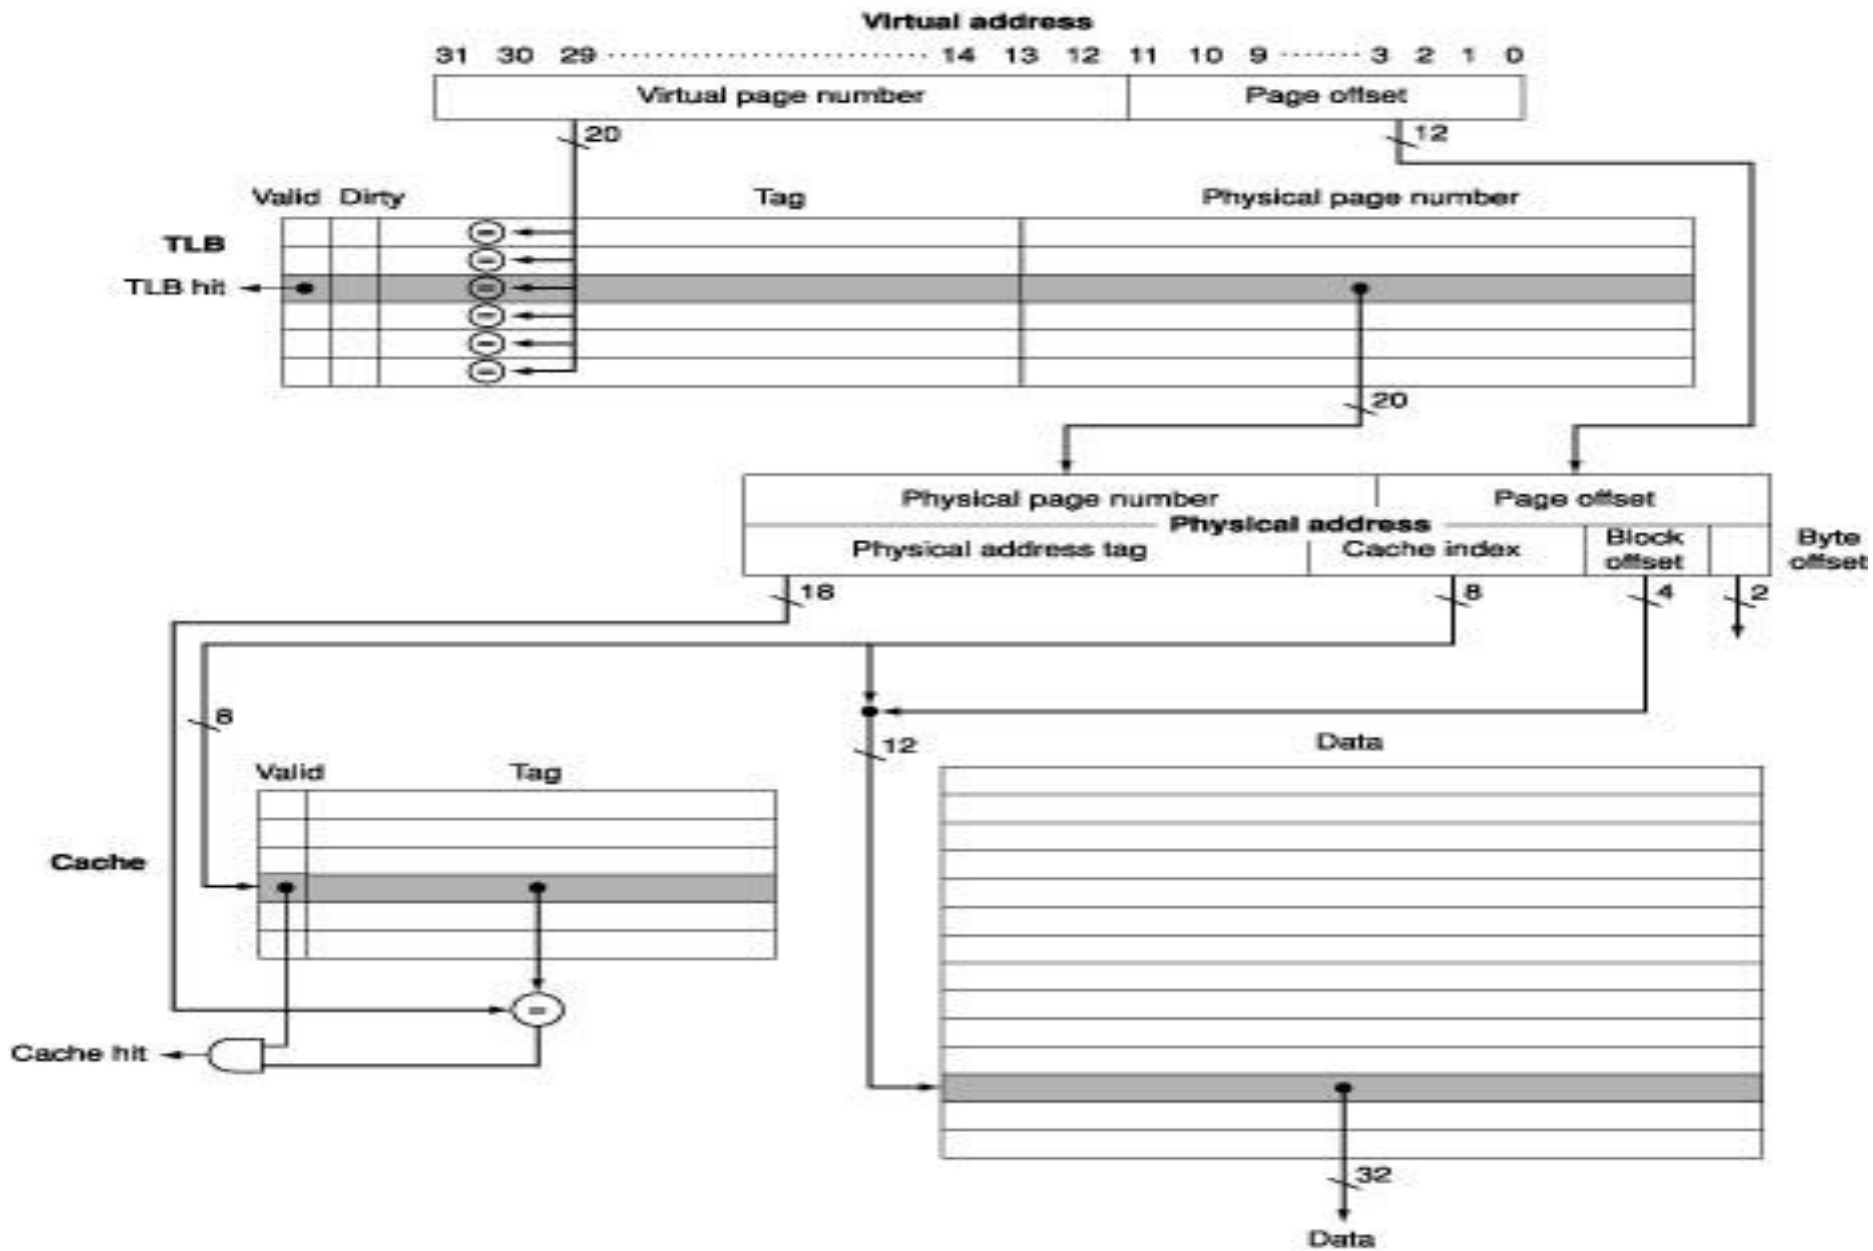 Virtual address
31 30 29 ........................... 14 13 12 11 10 9 ....... 3 2 1 0
Virtual page number Page offset
20 12
Valid Dirty Tag Physical page number
TLB
TLB hit
=
=
=
=
=
=
20
Physical page number Page offset
Physical address
Physical address tag Cache index Block offset Byte offset
18 8 4 2
8
12
Data
Valid Tag
Cache
=
Cache hit
32
Data